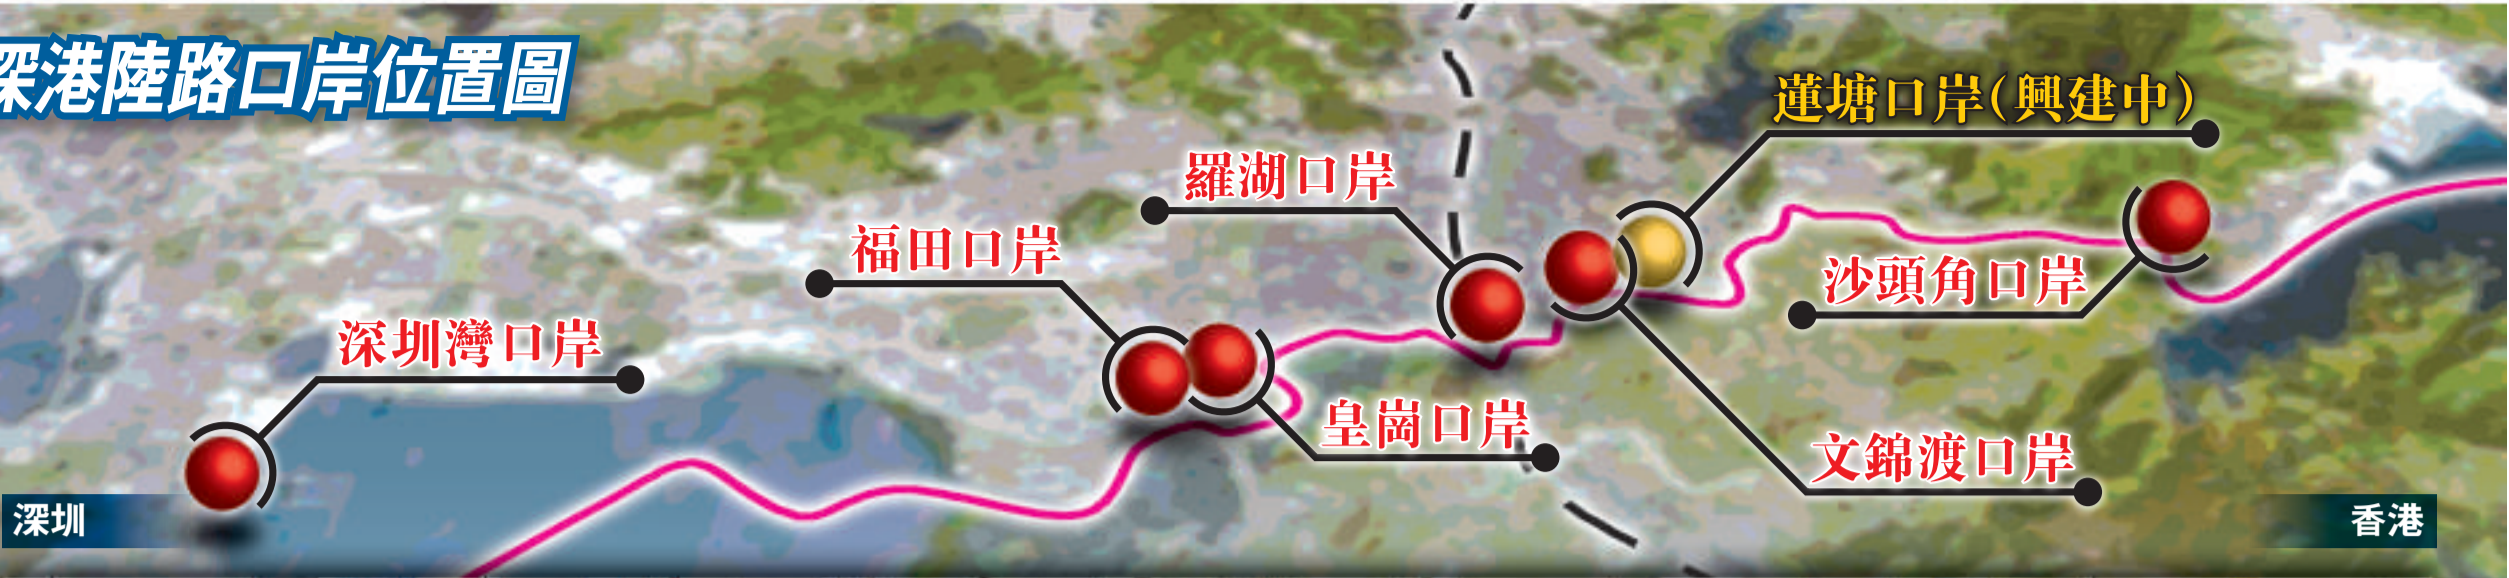 深港陸路口岸位置圖
蓮塘口岸(興建中)
羅湖口岸
福田口岸
沙頭角口岸
深圳灣口岸
皇崗口岸
文錦渡口岸
深圳
香港